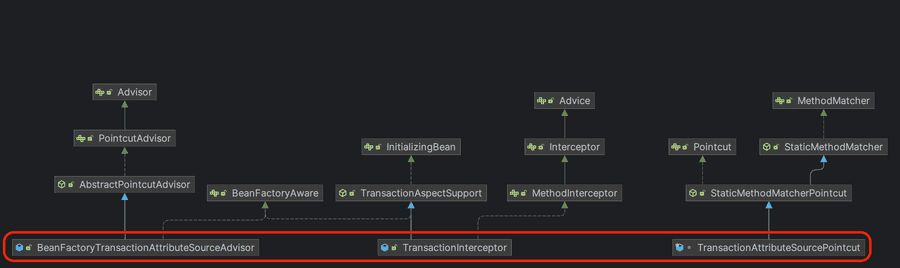 Advisor
Advice
MethodMatcher
PointcutAdvisor
InitializingBean
Interceptor
Pointcut
StaticMethodMatcher
AbstractPointcutAdvisor
BeanFactoryAware
TransactionAspectSupport
MethodInterceptor
StaticMethodMatcherPointcut
BeanFactoryTransactionAttributeSourceAdvisor
TransactionInterceptor
TransactionAttributeSourcePointcut